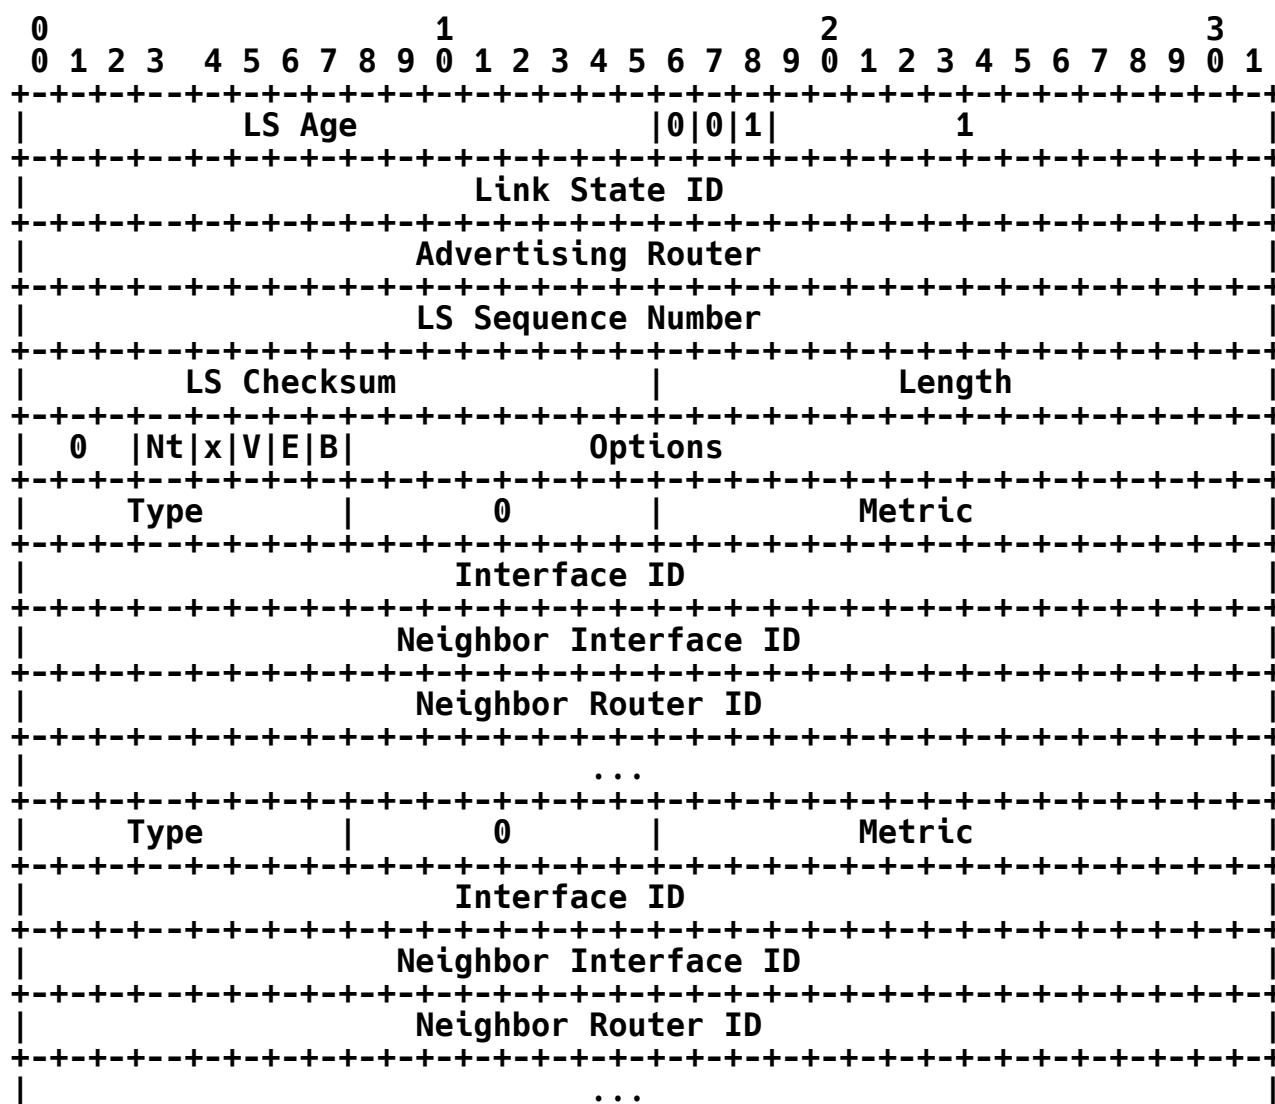 0                    1                   2                   3
 0 1 2 3  4 5 6 7 8 9 0 1 2 3 4 5 6 7 8 9 0 1 2 3 4 5 6 7 8 9 0 1
+-+-+-+--+-+-+-+-+-+-+-+-+-+-+-+-+-+-+-+-+-+-+-+-+-+-+-+-+-+-+-+-+
|           LS Age               |0|0|1|         1               |
+-+-+-+--+-+-+-+-+-+-+-+-+-+-+-+-+-+-+-+-+-+-+-+-+-+-+-+-+-+-+-+-+
|                       Link State ID                            |
+-+-+-+--+-+-+-+-+-+-+-+-+-+-+-+-+-+-+-+-+-+-+-+-+-+-+-+-+-+-+-+-+
|                    Advertising Router                          |
+-+-+-+--+-+-+-+-+-+-+-+-+-+-+-+-+-+-+-+-+-+-+-+-+-+-+-+-+-+-+-+-+
|                    LS Sequence Number                          |
+-+-+-+--+-+-+-+-+-+-+-+-+-+-+-+-+-+-+-+-+-+-+-+-+-+-+-+-+-+-+-+-+
|        LS Checksum             |            Length             |
+-+-+-+--+-+-+-+-+-+-+-+-+-+-+-+-+-+-+-+-+-+-+-+-+-+-+-+-+-+-+-+-+
|  0  |Nt|x|V|E|B|            Options                            |
+-+-+-+--+-+-+-+-+-+-+-+-+-+-+-+-+-+-+-+-+-+-+-+-+-+-+-+-+-+-+-+-+
|     Type       |       0       |          Metric               |
+-+-+-+--+-+-+-+-+-+-+-+-+-+-+-+-+-+-+-+-+-+-+-+-+-+-+-+-+-+-+-+-+
|                      Interface ID                              |
+-+-+-+--+-+-+-+-+-+-+-+-+-+-+-+-+-+-+-+-+-+-+-+-+-+-+-+-+-+-+-+-+
|                   Neighbor Interface ID                        |
+-+-+-+--+-+-+-+-+-+-+-+-+-+-+-+-+-+-+-+-+-+-+-+-+-+-+-+-+-+-+-+-+
|                    Neighbor Router ID                          |
+-+-+-+--+-+-+-+-+-+-+-+-+-+-+-+-+-+-+-+-+-+-+-+-+-+-+-+-+-+-+-+-+
|                             ...                                |
+-+-+-+--+-+-+-+-+-+-+-+-+-+-+-+-+-+-+-+-+-+-+-+-+-+-+-+-+-+-+-+-+
|     Type       |       0       |          Metric               |
+-+-+-+--+-+-+-+-+-+-+-+-+-+-+-+-+-+-+-+-+-+-+-+-+-+-+-+-+-+-+-+-+
|                      Interface ID                              |
+-+-+-+--+-+-+-+-+-+-+-+-+-+-+-+-+-+-+-+-+-+-+-+-+-+-+-+-+-+-+-+-+
|                   Neighbor Interface ID                        |
+-+-+-+--+-+-+-+-+-+-+-+-+-+-+-+-+-+-+-+-+-+-+-+-+-+-+-+-+-+-+-+-+
|                    Neighbor Router ID                          |
+-+-+-+--+-+-+-+-+-+-+-+-+-+-+-+-+-+-+-+-+-+-+-+-+-+-+-+-+-+-+-+-+
|                             ...                                |